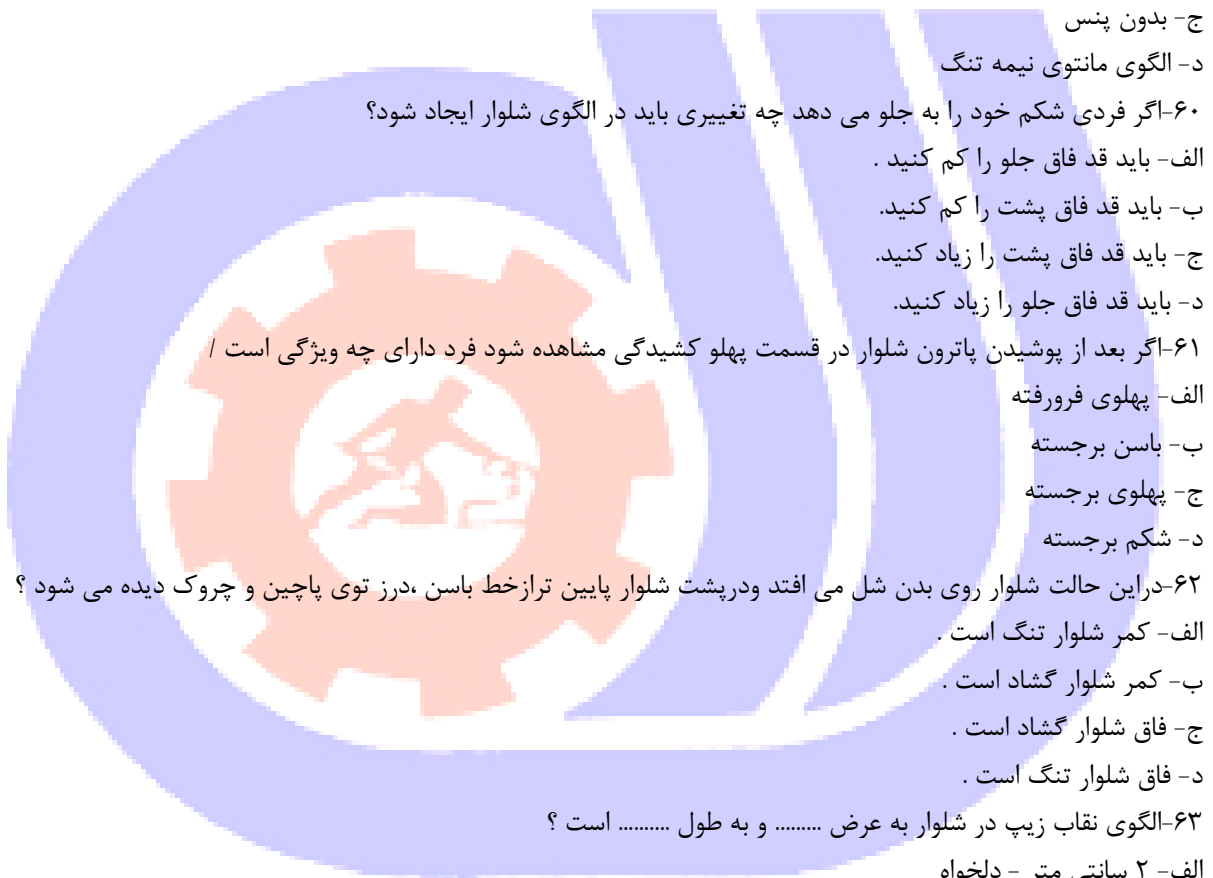 ج- بدون پنس
د- الگوی مانتوی نیمه تنگ
۶۰-اگر فردی شکم خود را به جلو می دهد چه تغییری باید در الگوی شلوار ایجاد شود؟
الف- باید قد فاق جلو را کم کنید .
ب- باید قد فاق پشت را کم کنید.
ج- باید قد فاق پشت را زیاد کنید.
د- باید قد فاق جلو را زیاد کنید.
۶۱-اگر بعد از پوشیدن پاترون شلوار در قسمت پهلو کشیدگی مشاهده شود فرد دارای چه ویژگی است /
الف- پهلوی فرورفته
ب- باسن برجسته
ج- پهلوی برجسته
د- شکم برجسته
۶۲-دراین حالت شلوار روی بدن شل می افتد ودرپشت شلوار پایین ترازخط باسن ،درز توی پاچین و چروک دیده می شود ؟
الف- کمر شلوار تنگ است .
ب- کمر شلوار گشاد است .
ج- فاق شلوار گشاد است .
د- فاق شلوار تنگ است .
۶۳-الگوی نقاب زیپ در شلوار به عرض ......... و به طول .......... است ؟
الف- ۲ سانتی متر - دلخواه